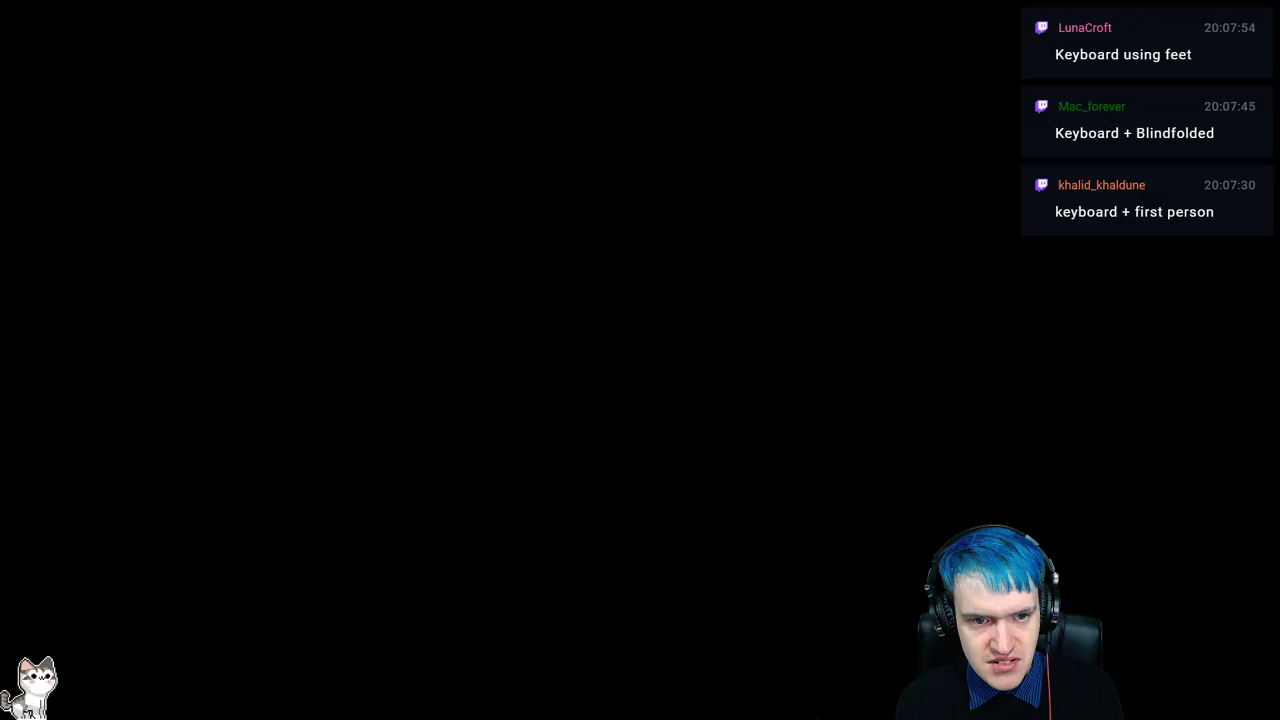 LunaCroft 20:07:54
Keyboard using feet
Mac_forever 20:07:45
Keyboard + Blindfolded
khalid_khaldune 20:07:30
keyboard + first person